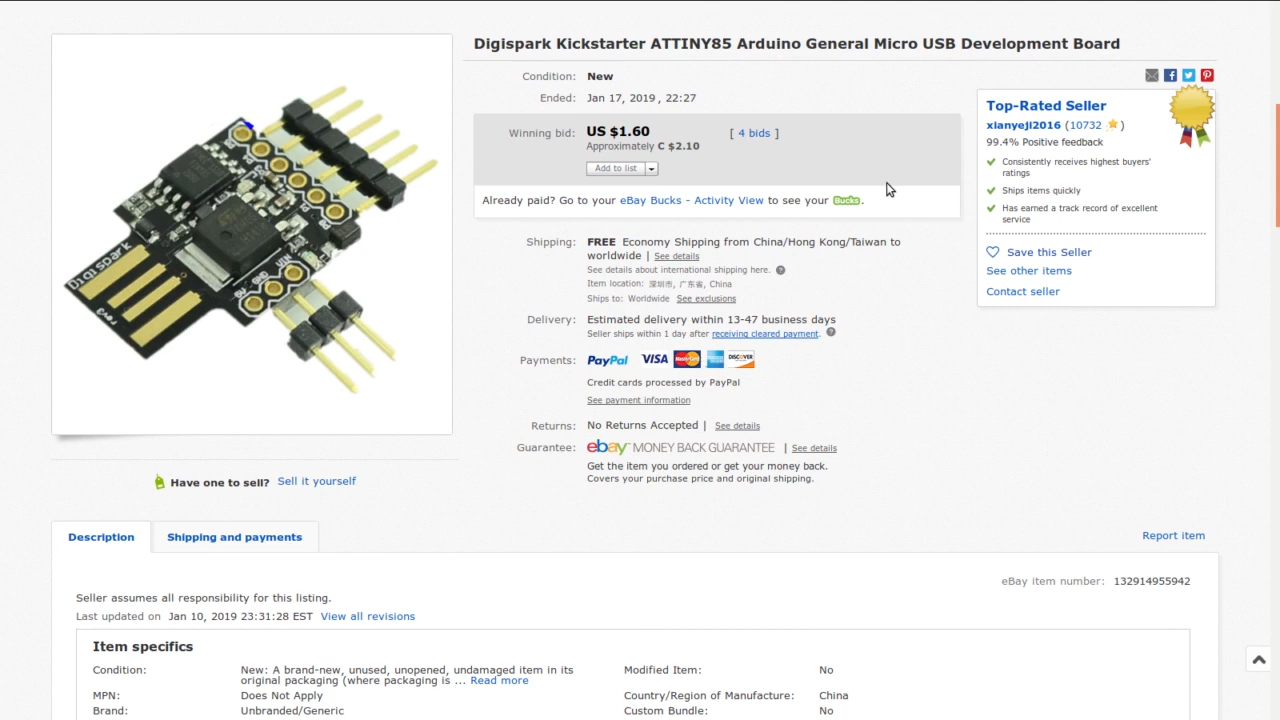 Digispark Kickstarter ATTINY85 Arduino General Micro USB Development Board
Condition: New
Ended: Jan 17, 2019 , 22:27
Winning bid: US $1.60 [ 4 bids ]
Approximately C $2.10
Add to list
Already paid? Go to your eBay Bucks - Activity View to see your Bucks.
Shipping: FREE Economy Shipping from China/Hong Kong/Taiwan to
worldwide | See details
See details about international shipping here.
Item location: 深圳市, 广东省, China
Ships to: Worldwide See exclusions
Delivery: Estimated delivery within 13-47 business days
Seller ships within 1 day after receiving cleared payment.
Payments: PayPal VISA MasterCard DISCOVER
Credit cards processed by PayPal
See payment information
Returns: No Returns Accepted | See details
Guarantee: ebay MONEY BACK GUARANTEE | See details
Get the item you ordered or get your money back.
Covers your purchase price and original shipping.
Top-Rated Seller
xianyeji2016 (10732 )
99.4% Positive feedback
Consistently receives highest buyers'
ratings
Ships items quickly
Has earned a track record of excellent
service
Save this Seller
See other items
Contact seller
Digispark
rev3
5V GND VIN
Have one to sell? Sell it yourself
Description Shipping and payments
Report item
eBay item number: 132914955942
Seller assumes all responsibility for this listing.
Last updated on Jan 10, 2019 23:31:28 EST View all revisions
Item specifics
Condition: New: A brand-new, unused, unopened, undamaged item in its
original packaging (where packaging is ... Read more
Modified Item: No
MPN: Does Not Apply
Country/Region of Manufacture: China
Brand: Unbranded/Generic
Custom Bundle: No